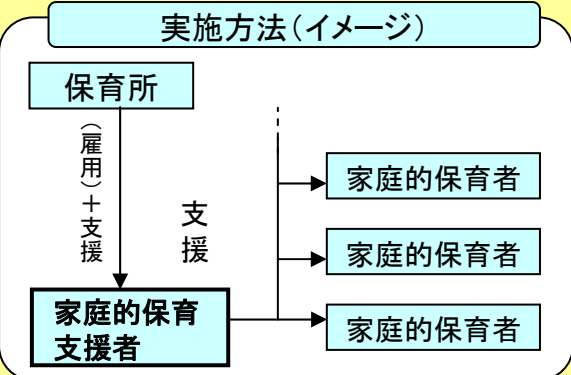 実施方法(イメージ)
保育所
(雇用)+支援
支援
家庭的保育者
家庭的保育者
家庭的保育
支援者
家庭的保育者